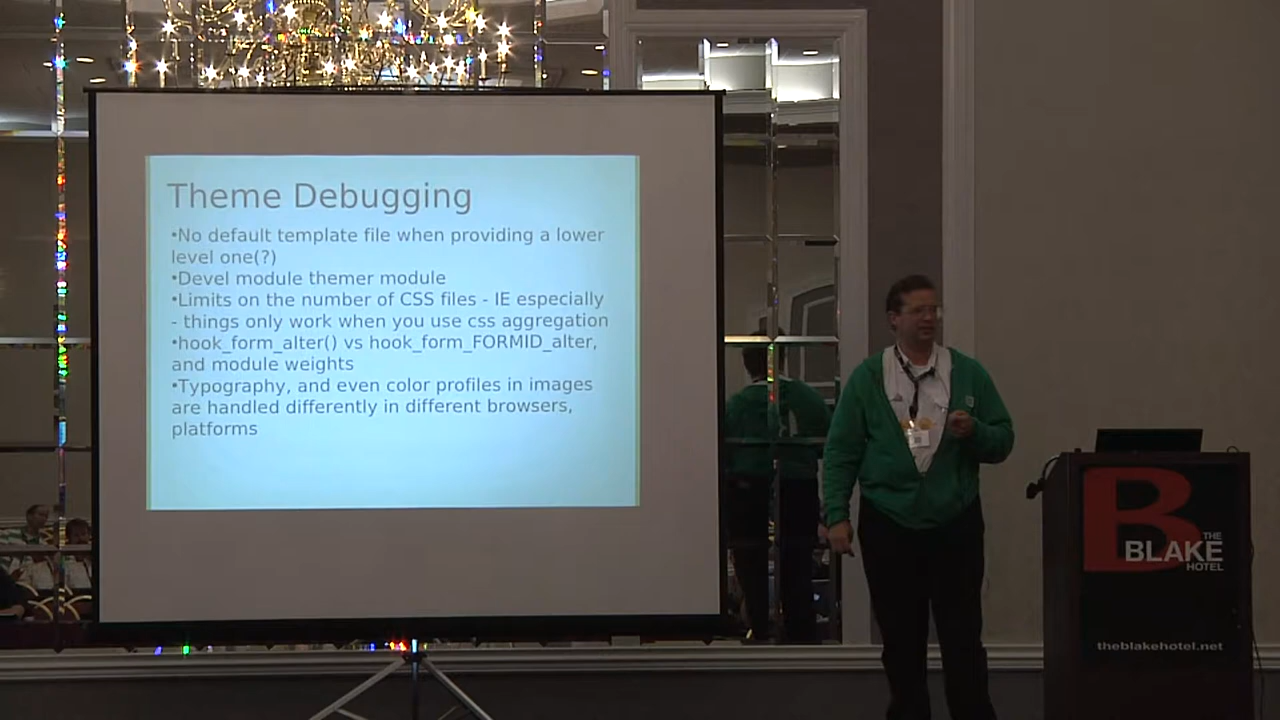 Theme Debugging
•No default template file when providing a lower
level one(?)
•Devel module themer module
•Limits on the number of CSS files - IE especially
- things only work when you use css aggregation
•hook_form_alter() vs hook_form_FORMID_alter,
and module weights
•Typography, and even color profiles in images
are handled differently in different browsers,
platforms
B
THE
BLAKE
HOTEL
theblakehotel.net